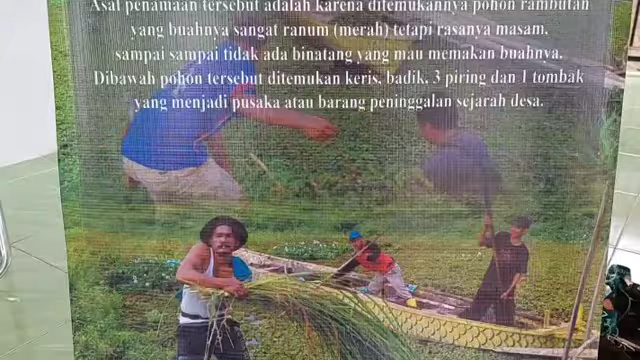 Asal penamaan tersebut adalah karena ditemukannya pohon rambutan
yang buahnya sangat ranum (merah) tetapi rasanya masam,
sampai sampai tidak ada binatang yang mau memakan buahnya.
Dibawah pohon tersebut ditemukan keris, badik, 3 piring dan 1 tombak
yang menjadi pusaka atau barang peninggalan sejarah desa.